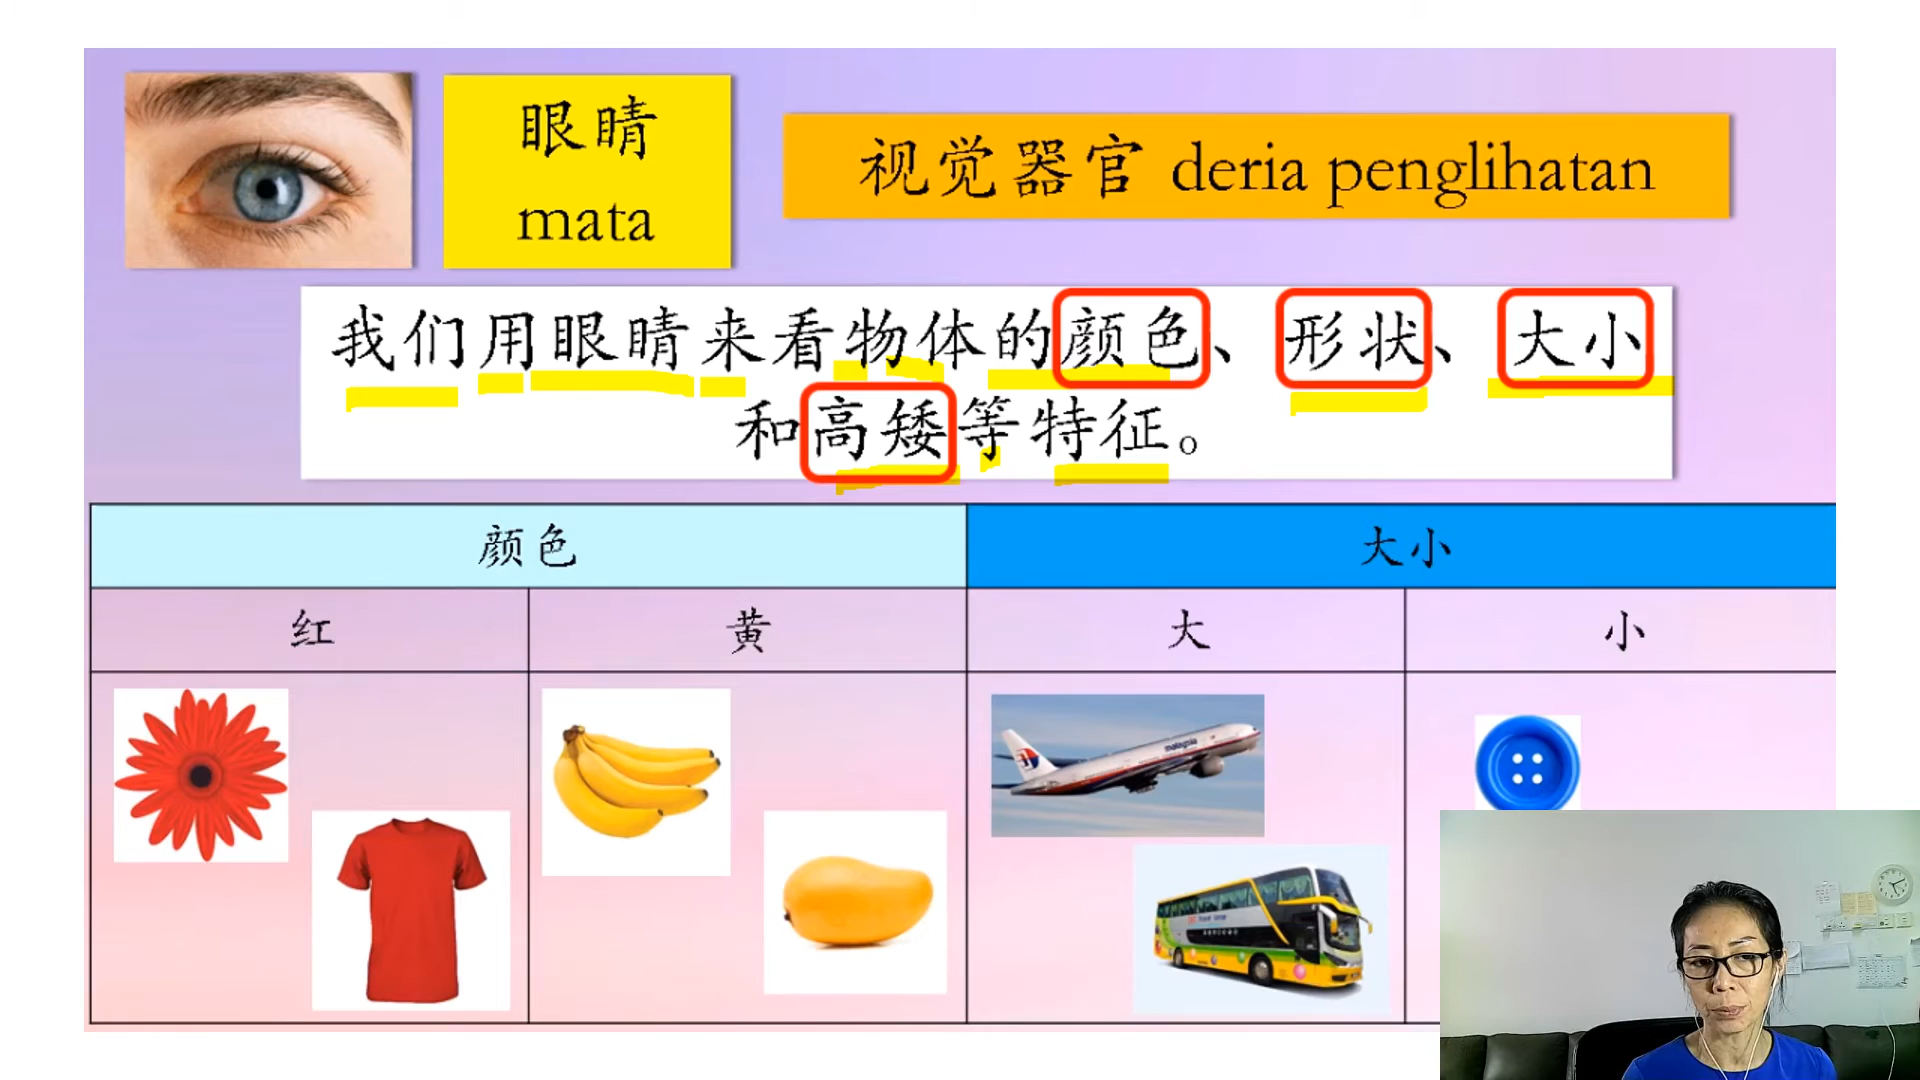 眼睛
mata
视觉器官 deria penglihatan
我们用眼睛来看物体的颜色、形状、大小
和高矮等特征。
颜色
大小
红
黄
大
小
malaysia